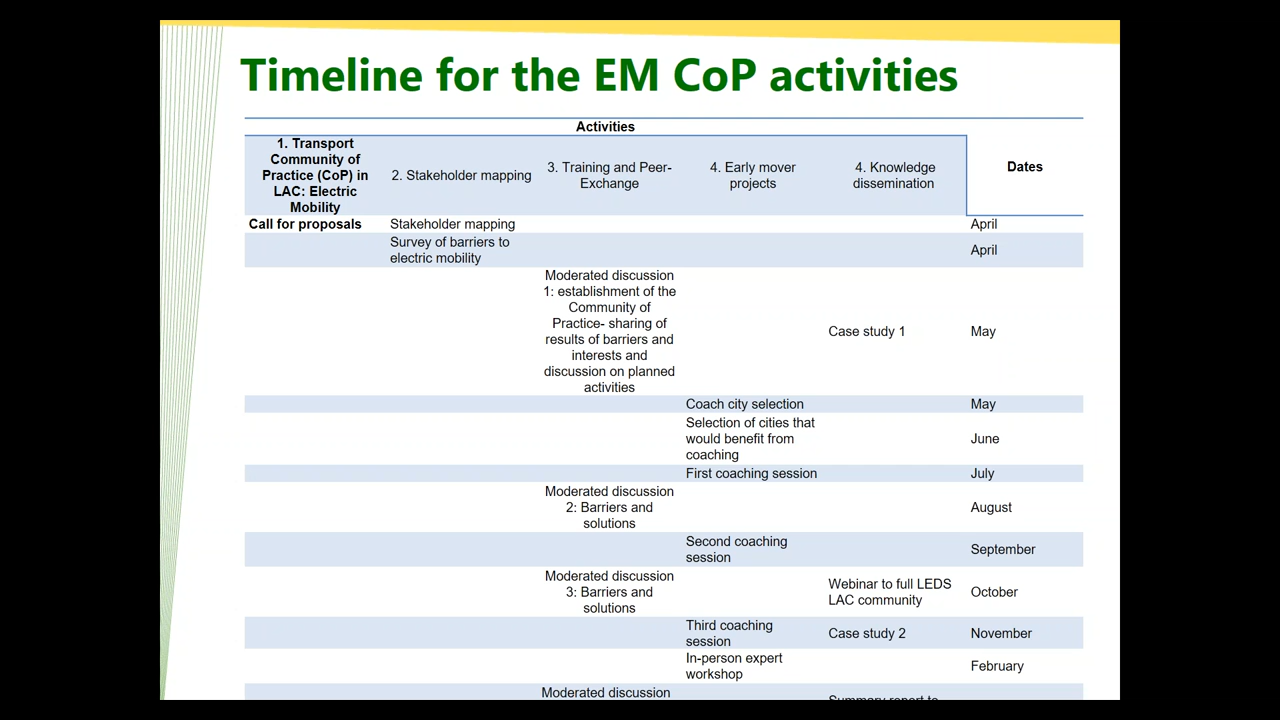 Timeline for the EM CoP activities
Activities
1. Transport
Community of
Practice (CoP) in
LAC: Electric
Mobility
2. Stakeholder mapping
3. Training and Peer-
Exchange
4. Early mover
projects
4. Knowledge
dissemination
Dates
Call for proposals
Stakeholder mapping
April
Survey of barriers to
electric mobility
April
Moderated discussion
1: establishment of the
Community of
Practice- sharing of
results of barriers and
interests and
discussion on planned
activities
Case study 1
May
Coach city selection
May
Selection of cities that
would benefit from
coaching
June
First coaching session
July
Moderated discussion
2: Barriers and
solutions
August
Second coaching
session
September
Moderated discussion
3: Barriers and
solutions
Webinar to full LEDS
LAC community
October
Third coaching
session
Case study 2
November
In-person expert
workshop
February
Moderated discussion
Summary report to